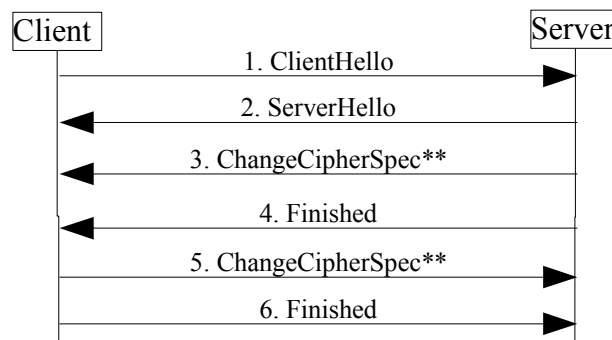 Client
Server
1. ClientHello
2. ServerHello
3. ChangeCipherSpec**
4. Finished
5. ChangeCipherSpec**
6. Finished